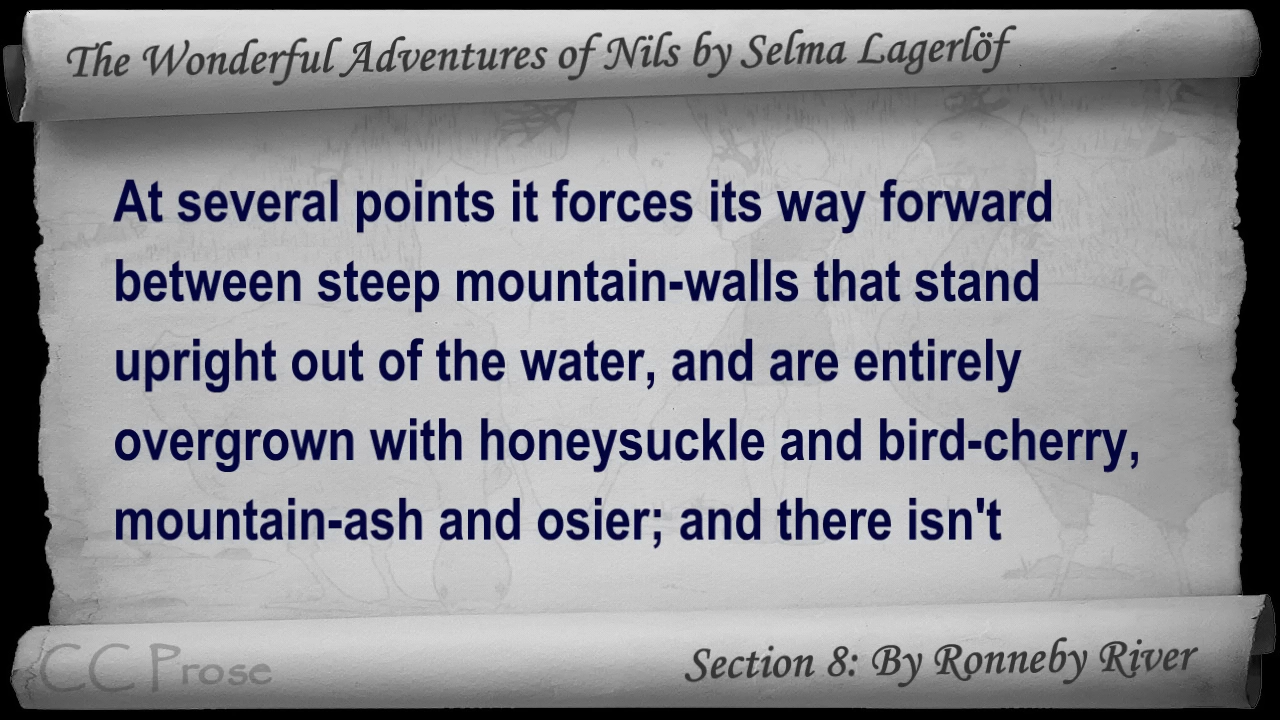 The Wonderful Adventures of Nils by Selma Lagerlöf
At several points it forces its way forward
between steep mountain-walls that stand
upright out of the water, and are entirely
overgrown with honeysuckle and bird-cherry,
mountain-ash and osier; and there isn't
CC Prose
Section 8: By Ronneby River